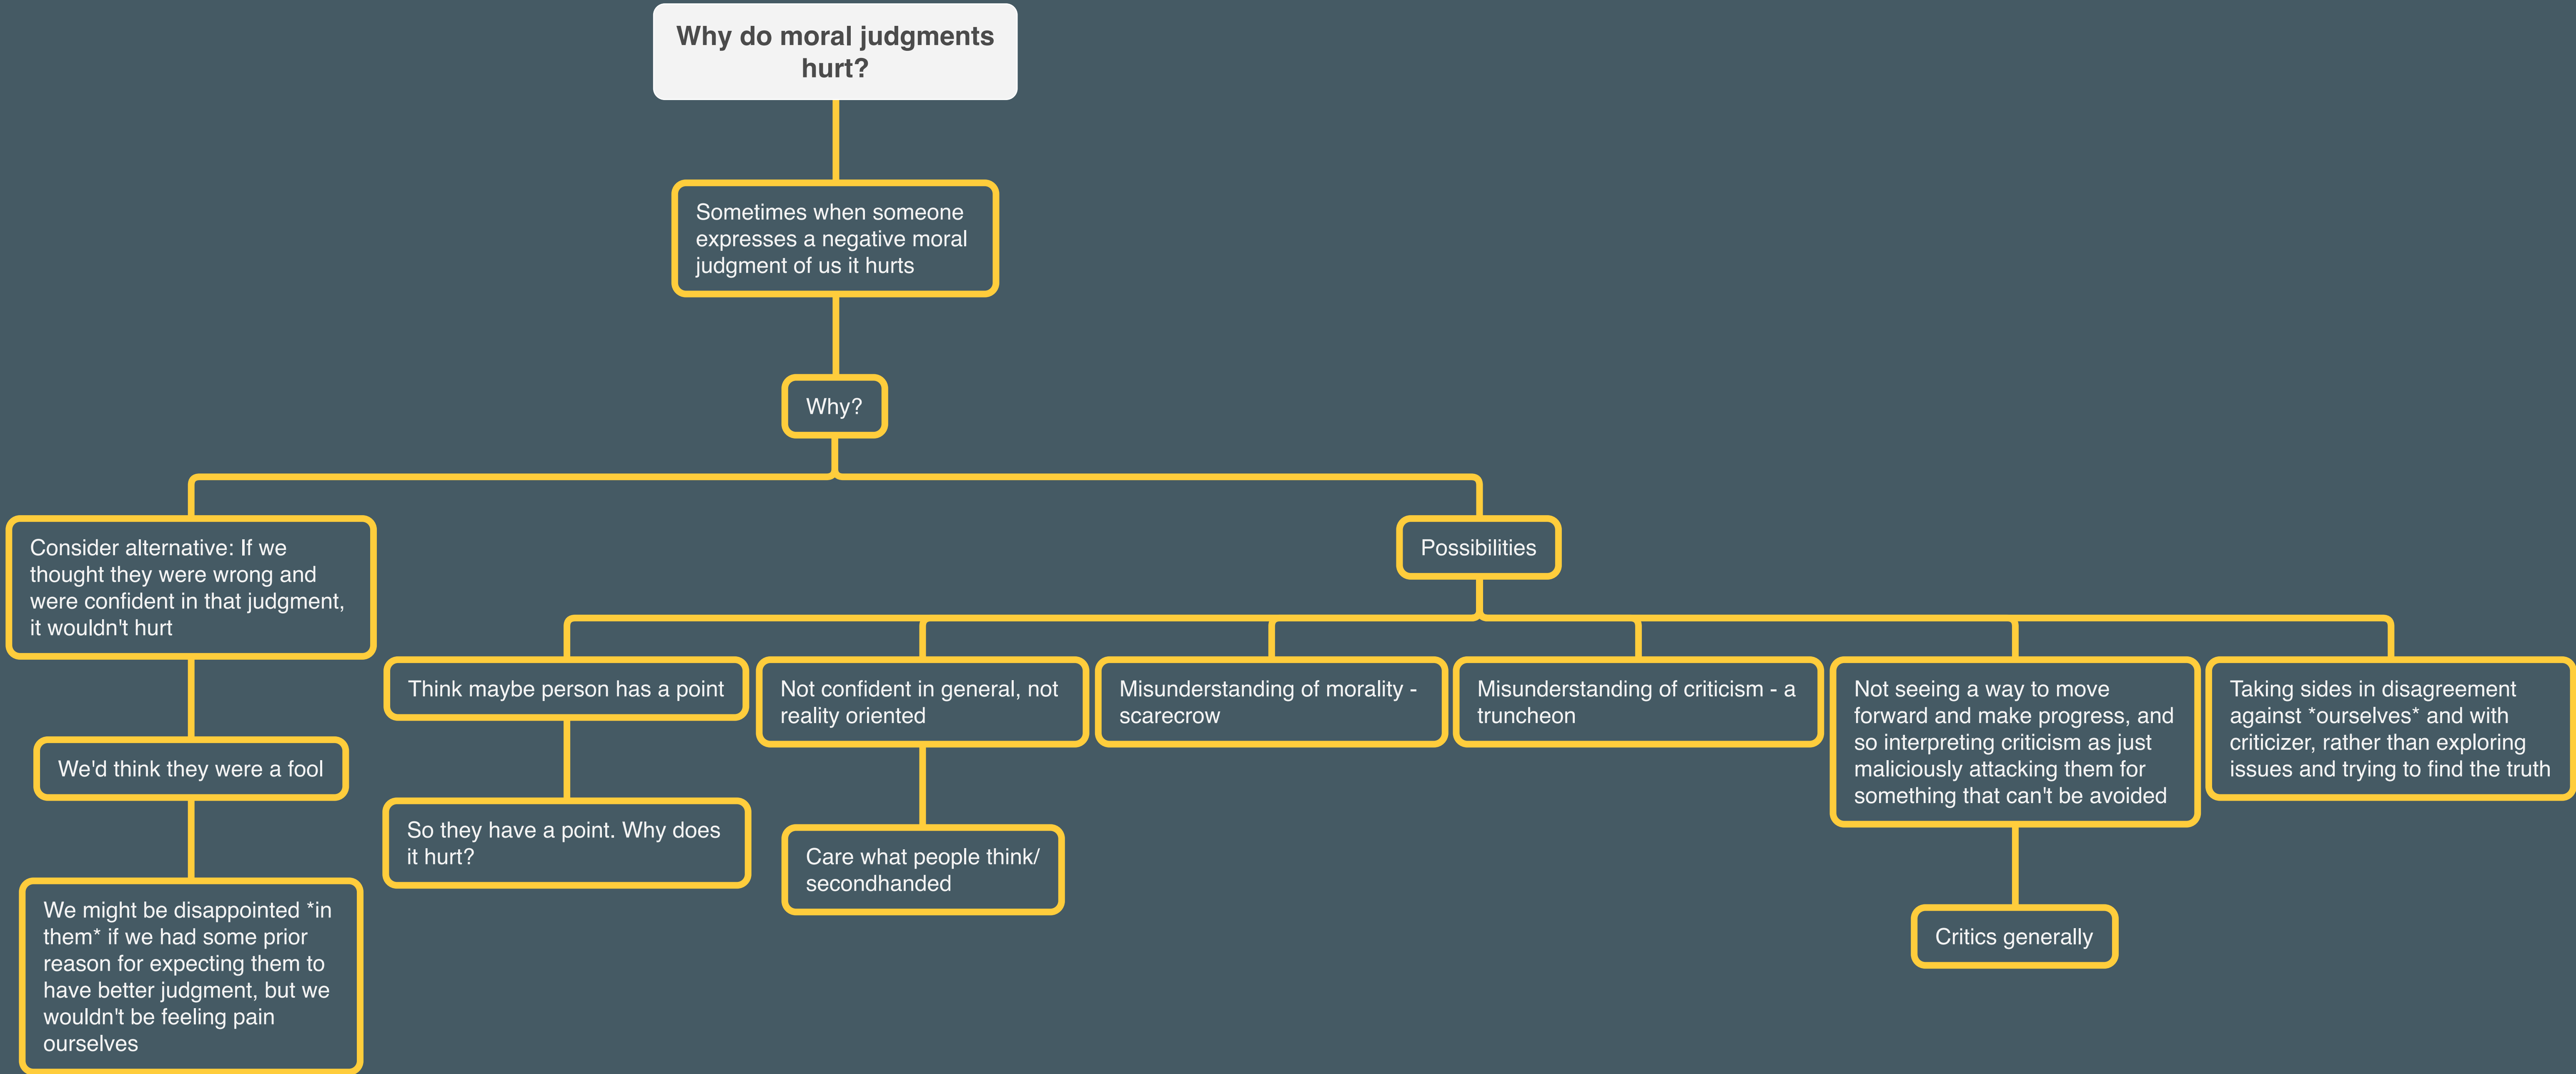 Why do moral judgments
hurt?
Sometimes when someone
expresses a negative moral
judgment of us it hurts
Why?
Consider alternative: If we
thought they were wrong and
were confident in that judgment,
it wouldn't hurt
We'd think they were a fool
We might be disappointed *in
them* if we had some prior
reason for expecting them to
have better judgment, but we
wouldn't be feeling pain
ourselves
Possibilities
Think maybe person has a point
So they have a point. Why does
it hurt?
Not confident in general, not
reality oriented
Care what people think/
secondhanded
Misunderstanding of morality -
scarecrow
Misunderstanding of criticism - a
truncheon
Not seeing a way to move
forward and make progress, and
so interpreting criticism as just
maliciously attacking them for
something that can't be avoided
Critics generally
Taking sides in disagreement
against *ourselves* and with
criticizer, rather than exploring
issues and trying to find the truth